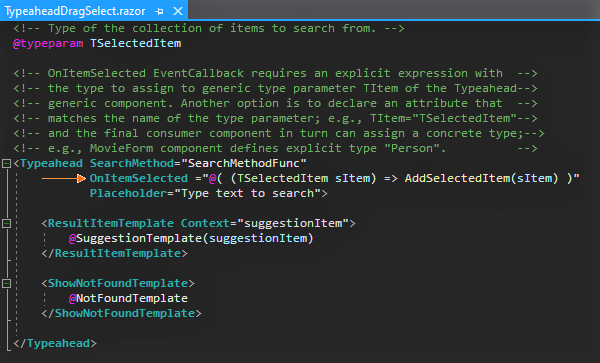 TypeaheadDragSelect.razor
<!-- Type of the collection of items to search from. -->
@typeparam TSelectedItem
<!-- OnItemSelected EventCallback requires an explicit expression with  -->
<!-- the type to assign to generic type parameter TItem of the Typeahead-->
<!-- generic component. Another option is to declare an attribute that  -->
<!-- matches the name of the type parameter; e.g., TItem="TSelectedItem"-->
<!-- and the final consumer component in turn can assign a concrete type;-->
<!-- e.g., MovieForm component defines explicit type "Person".          -->
<Typeahead SearchMethod="SearchMethodFunc"
OnItemSelected ="@( (TSelectedItem sItem) => AddSelectedItem(sItem) )"
Placeholder="Type text to search">
<ResultItemTemplate Context="suggestionItem">
@SuggestionTemplate(suggestionItem)
</ResultItemTemplate>
<ShowNotFoundTemplate>
@NotFoundTemplate
</ShowNotFoundTemplate>
</Typeahead>